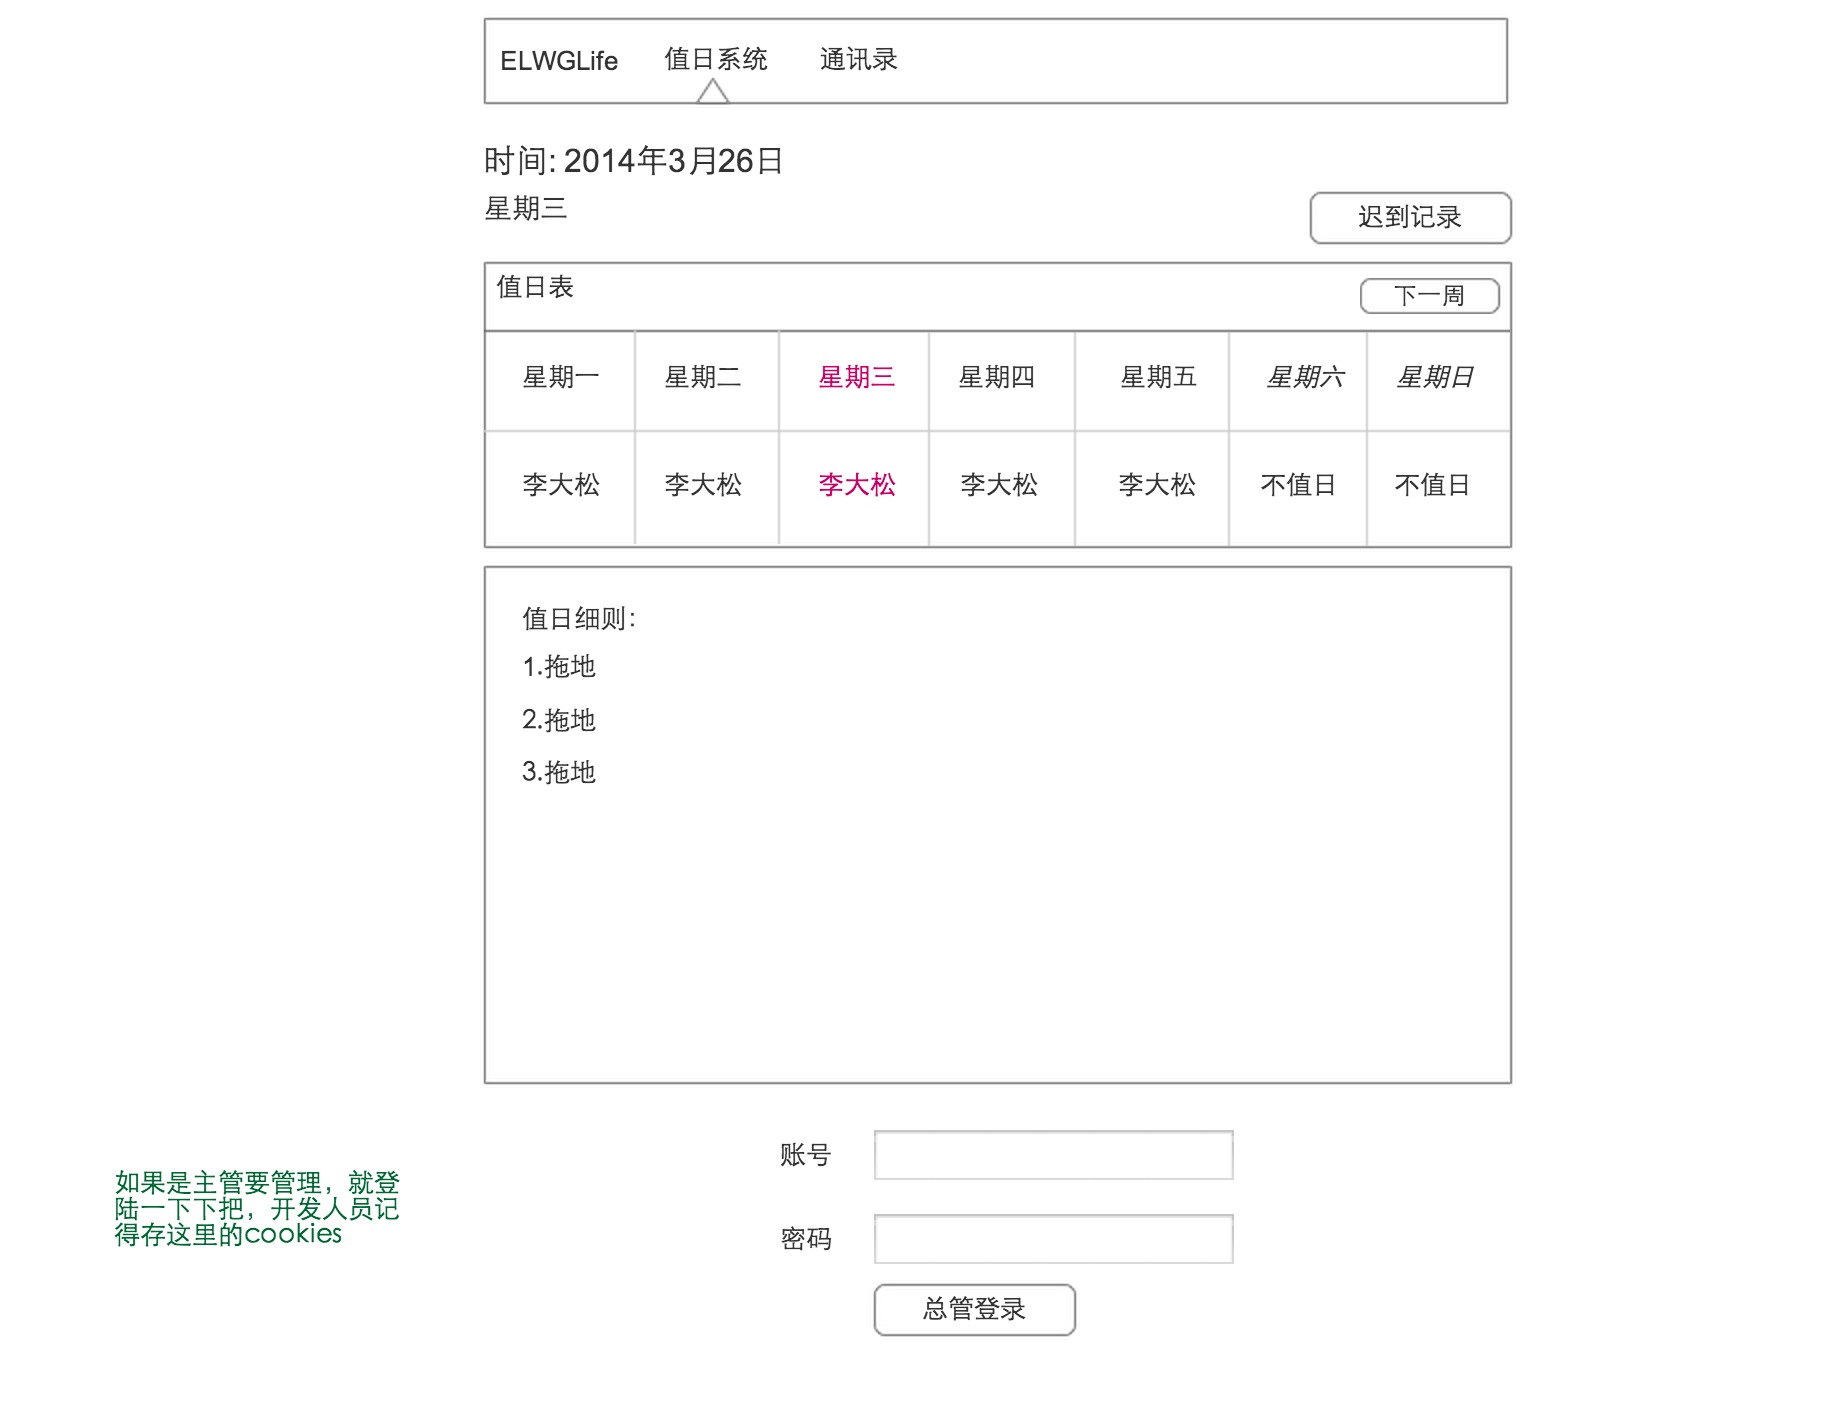 ELWGLife 值日系统 通讯录
时间: 2014年3月26日
星期三
迟到记录
值日表 下一周
星期一 星期二 星期三 星期四 星期五 星期六 星期日
李大松 李大松 李大松 李大松 李大松 不值日 不值日
值日细则:
1.拖地
2.拖地
3.拖地
账号
密码
总管登录
如果是主管要管理，就登
陆一下下把，开发人员记
得存这里的cookies